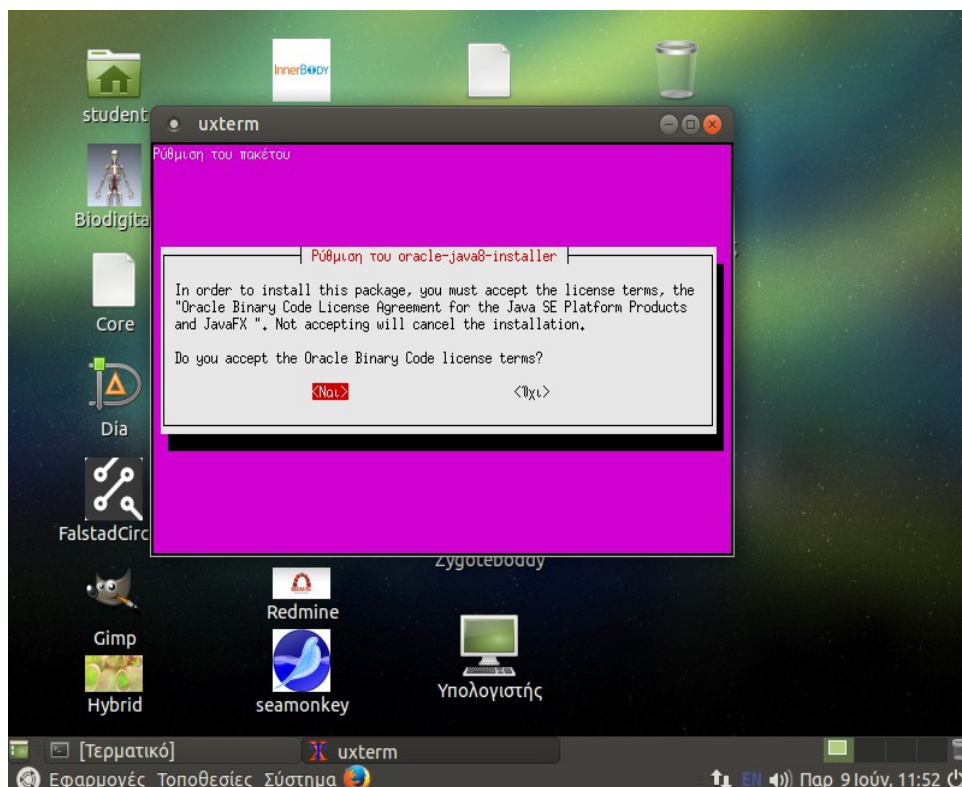 InnerBODY
student
uxterm
Ρύθμιση του πακέτου
Biodigita
Ρύθμιση του oracle-java8-installer
In order to install this package, you must accept the license terms, the
"Oracle Binary Code License Agreement for the Java SE Platform Products
and JavaFX ". Not accepting will cancel the installation.
Do you accept the Oracle Binary Code license terms?
<Ναι> <Όχι>
Core
Dia
FalstadCirc
Zygoteboddy
Redmine
Gimp
Υπολογιστής
Hybrid
seamonkey
[Τερματικό] uxterm
Εφαρμογές Τοποθεσίες Σύστημα EN Παρ 9 Ιούν, 11:52